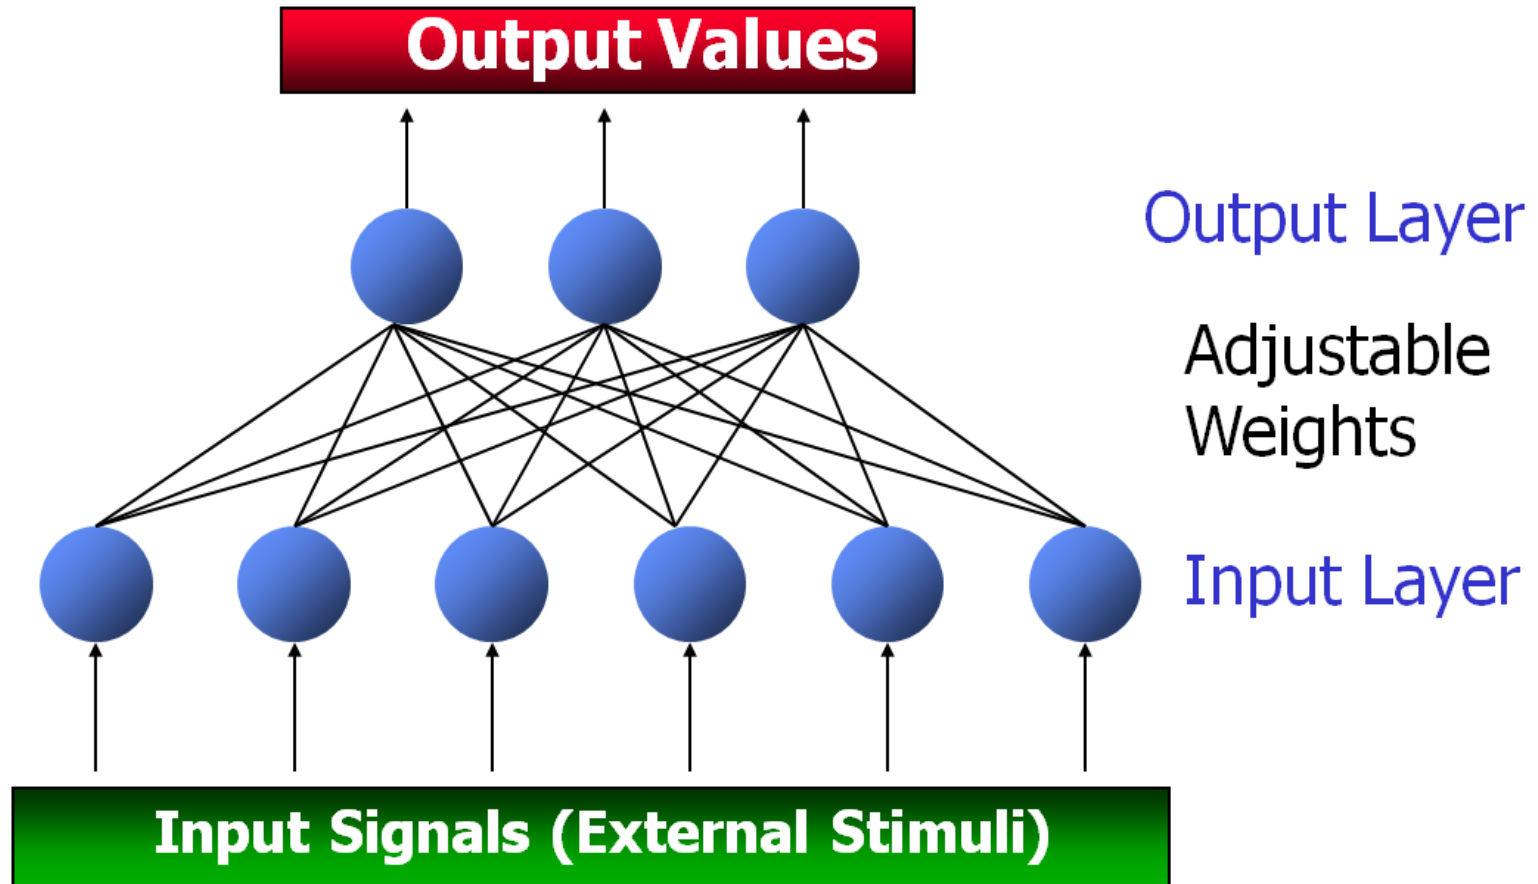 Output Values
Output Layer
Adjustable
Weights
Input Layer
Input Signals (External Stimuli)